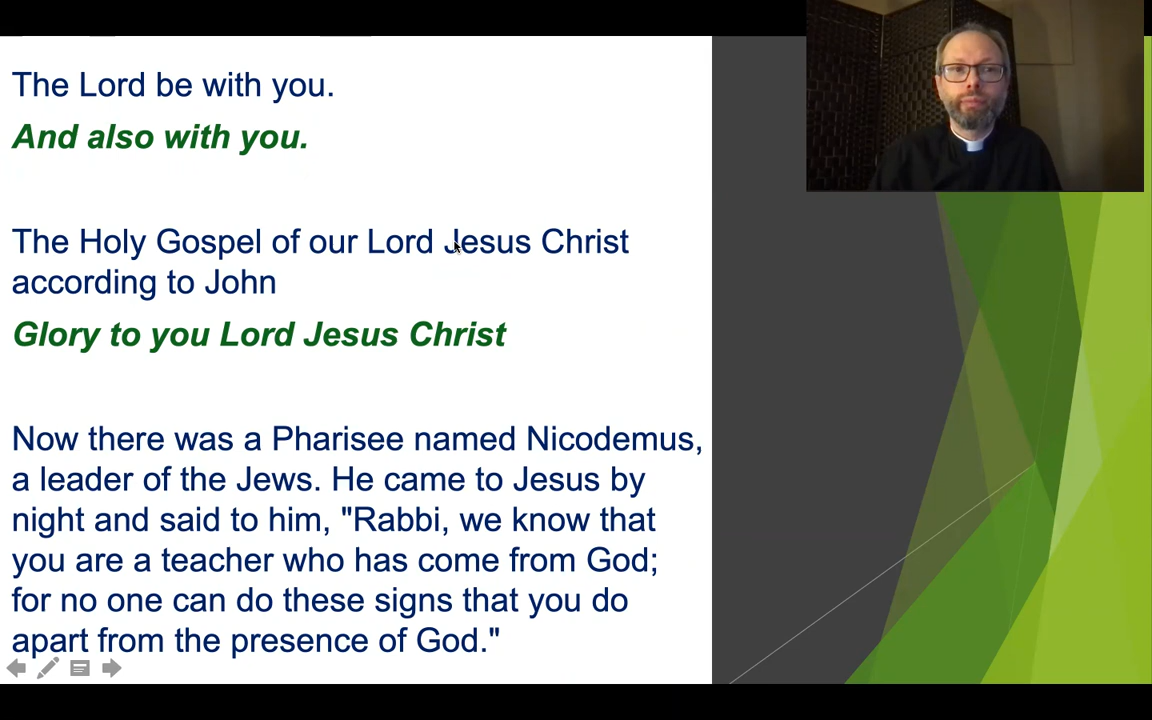 The Lord be with you.
And also with you.
The Holy Gospel of our Lord Jesus Christ
according to John
Glory to you Lord Jesus Christ
Now there was a Pharisee named Nicodemus,
a leader of the Jews. He came to Jesus by
night and said to him, "Rabbi, we know that
you are a teacher who has come from God;
for no one can do these signs that you do
apart from the presence of God."